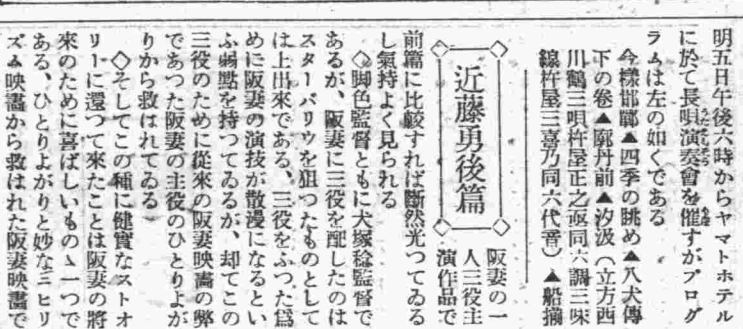 明五日午後六時からヤマトホテル
に於て長唄演奏會を催すがプログ
ラムは左の如くである
今樣邯鄲▲四季の眺め▲八犬傳
下の卷▲廓丹前▲汐汲(立方西
川鶴三唄杵屋正之亟同六調三味
線杵屋三喜乃同六代香)▲船揃
近藤勇後篇
阪妻の一
人三役主
演作品で
前篇に比較すれば斷然光つてゐる
し氣持よく見られる
◇脚色監督ともに犬塚稔監督で
あるが、阪妻に三役を配したのは
スターバリウを狙つたものとして
は上出來である、三役をふつた爲
めに阪妻の演技が散漫になるとい
ふ弱點を持つてゐるが、却てこの
三役のために從來の阪妻映畵の弊
であつた阪妻の主役のひとりよが
りから救はれてゐる
◇そしてこの種に健實なストオ
リーに還つて來たことは阪妻の將
來のために喜ばしいものゝ一つで
ある、ひとりよがりと妙なニヒリ
ズム映畵から救はれた阪妻映畵で